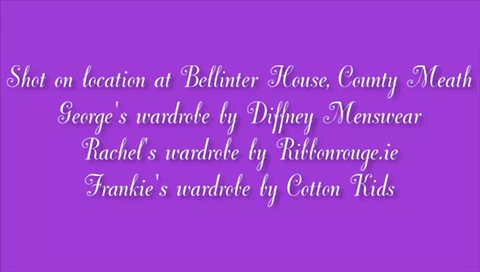 Shot on location at Bellinter House, County Meath
George's wardrobe by Diffney Menswear
Rachel's wardrobe by Ribbonrouge.ie
Frankie's wardrobe by Cotton Kids